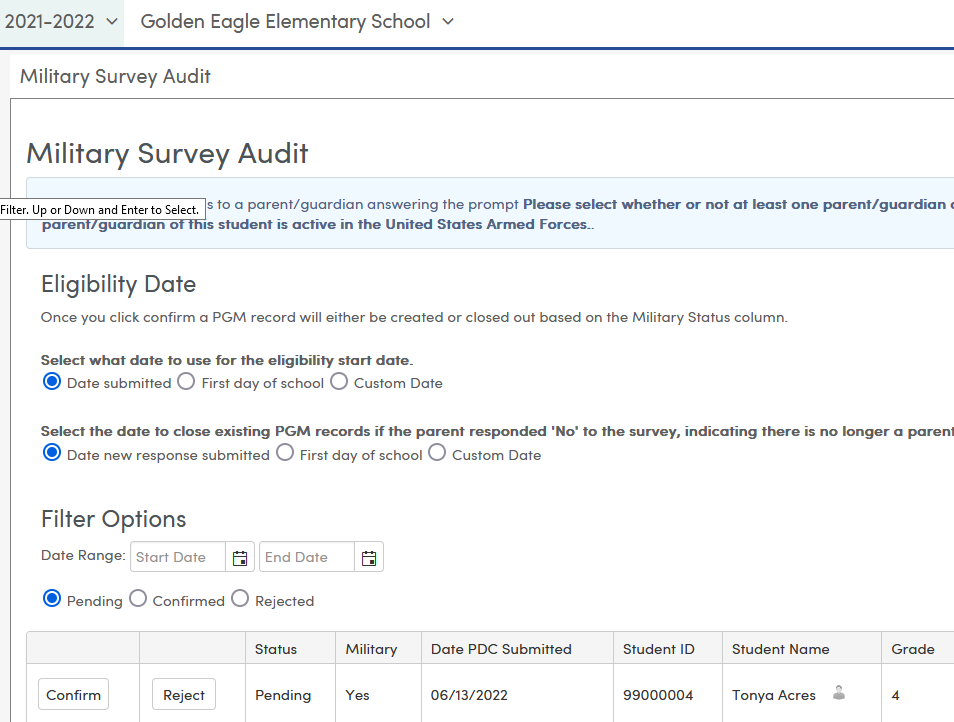 2021-2022 Golden Eagle Elementary School
Military Survey Audit
Military Survey Audit
Filter. Up or Down and Enter to Select.
s to a parent/guardian answering the prompt Please select whether or not at least one parent/guardian
parent/guardian of this student is active in the United States Armed Forces..
Eligibility Date
Once you click confirm a PGM record will either be created or closed out based on the Military Status column.
Select what date to use for the eligibility start date.
Date submitted First day of school Custom Date
Select the date to close existing PGM records if the parent responded 'No' to the survey, indicating there is no longer a parent
Date new response submitted First day of school Custom Date
Filter Options
Date Range: Start Date End Date
Pending Confirmed Rejected
Status Military Date PDC Submitted Student ID Student Name Grade
Confirm Reject Pending Yes 06/13/2022 99000004 Tonya Acres 4